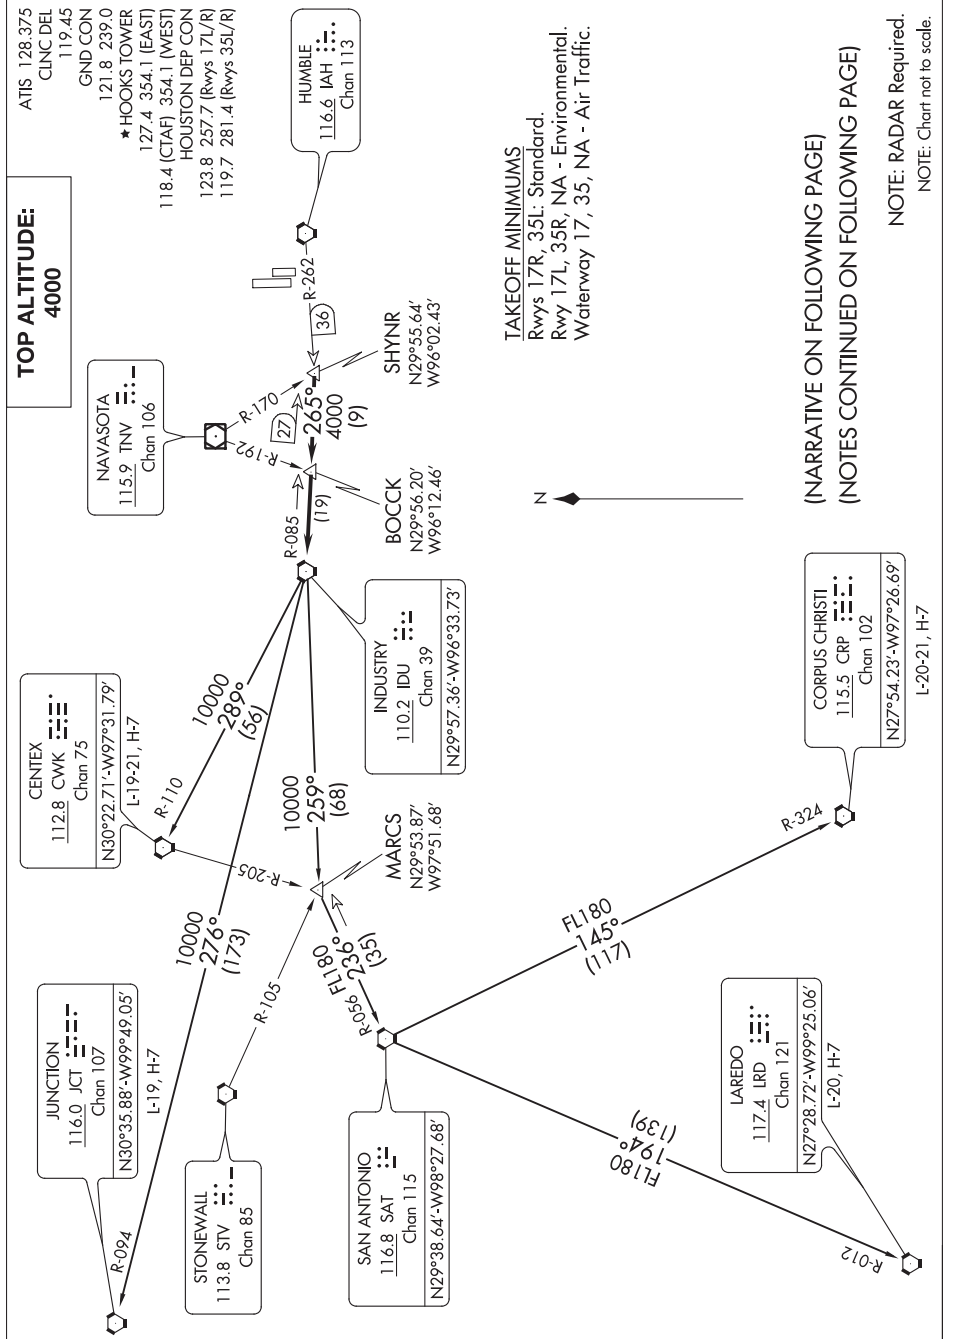 TOP ALTITUDE:
4000
ATIS 128.375
CLNC DEL
119.45
GND CON
121.8 239.0
★ HOOKS TOWER
127.4 354.1 (EAST)
118.4 (CTAF) 354.1 (WEST)
HOUSTON DEP CON
123.8 257.7 (Rwys 17L/R)
119.7 281.4 (Rwys 35L/R)
JUNCTION
116.0 JCT
Chan 107
N30°35.88'-W99°49.05'
L-19, H-7
R-094
10000
276°
(173)
CENTEX
112.8 CWK
Chan 75
N30°22.71'-W97°31.79'
L-19-21, H-7
R-110
10000
289°
(56)
R-205
NAVASOTA
115.9 TNV
Chan 106
R-170
R-192
HUMBLE
116.6 IAH
Chan 113
R-262
36
27
265°
4000
(9)
SHYNR
N29°55.64'
W96°02.43'
BOCCK
N29°56.20'
W96°12.46'
R-085
(19)
INDUSTRY
110.2 IDU
Chan 39
N29°57.36'-W96°33.73'
10000
259°
(68)
MARCS
N29°53.87'
W97°51.68'
STONEWALL
113.8 STV
Chan 85
R-105
FL180
236°
(35)
R-056
SAN ANTONIO
116.8 SAT
Chan 115
N29°38.64'-W98°27.68'
FL180
145°
(117)
R-324
CORPUS CHRISTI
115.5 CRP
Chan 102
N27°54.23'-W97°26.69'
L-20-21, H-7
FL180
194°
(139)
R-012
LAREDO
117.4 LRD
Chan 121
N27°28.72'-W99°25.06'
L-20, H-7
N
TAKEOFF MINIMUMS
Rwys 17R, 35L: Standard.
Rwy 17L, 35R, NA - Environmental.
Waterway 17, 35, NA - Air Traffic.
(NARRATIVE ON FOLLOWING PAGE)
(NOTES CONTINUED ON FOLLOWING PAGE)
NOTE: RADAR Required.
NOTE: Chart not to scale.